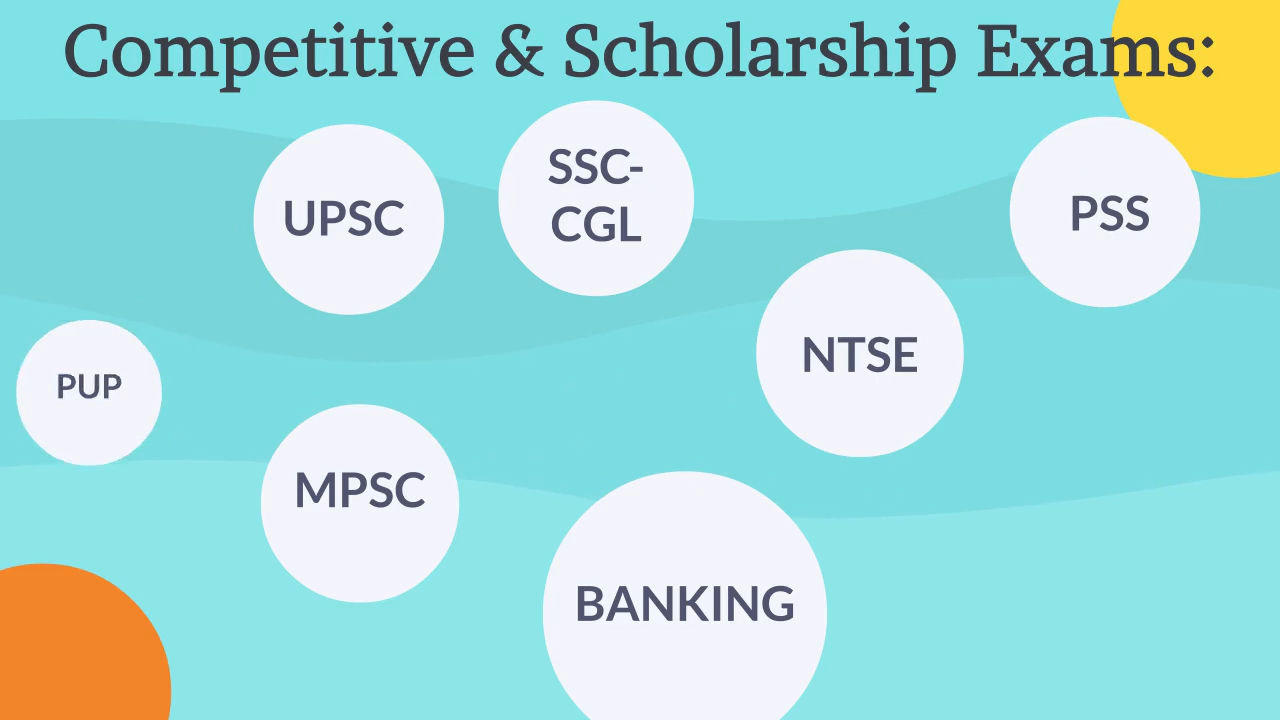 Competitive & Scholarship Exams:
UPSC
SSC-
CGL
PSS
NTSE
PUP
MPSC
BANKING